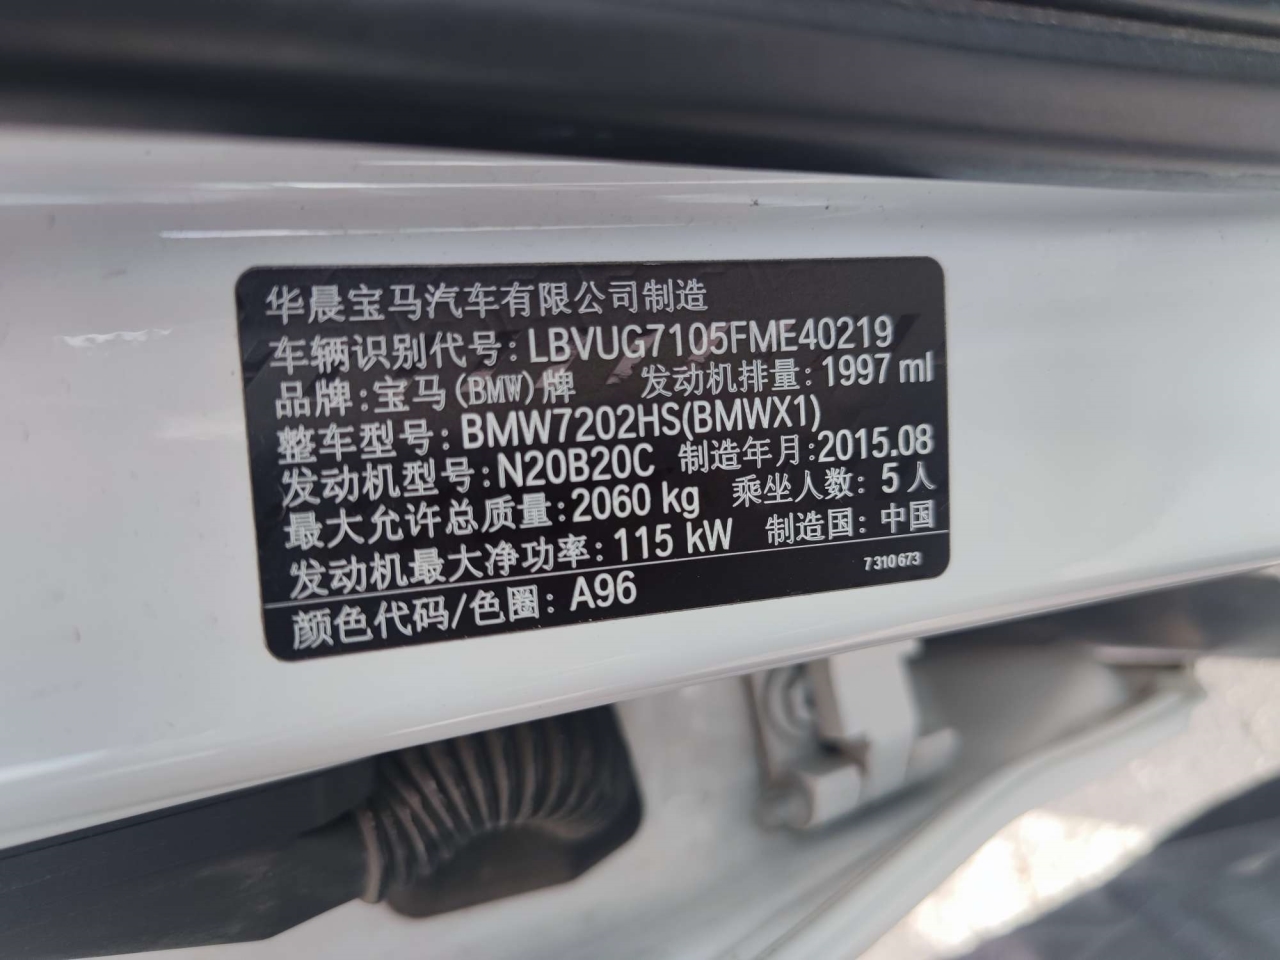 华晨宝马汽车有限公司制造
车辆识别代号: LBVUG7105FME40219
品牌: 宝马(BMW)牌 发动机排量: 1997 ml
整车型号: BMW7202HS(BMWX1)
发动机型号: N20B20C 制造年月: 2015.08
最大允许总质量: 2060 kg 乘坐人数: 5 人
发动机最大净功率: 115 kW 制造国: 中国
颜色代码/色圈: A96 7 310 673